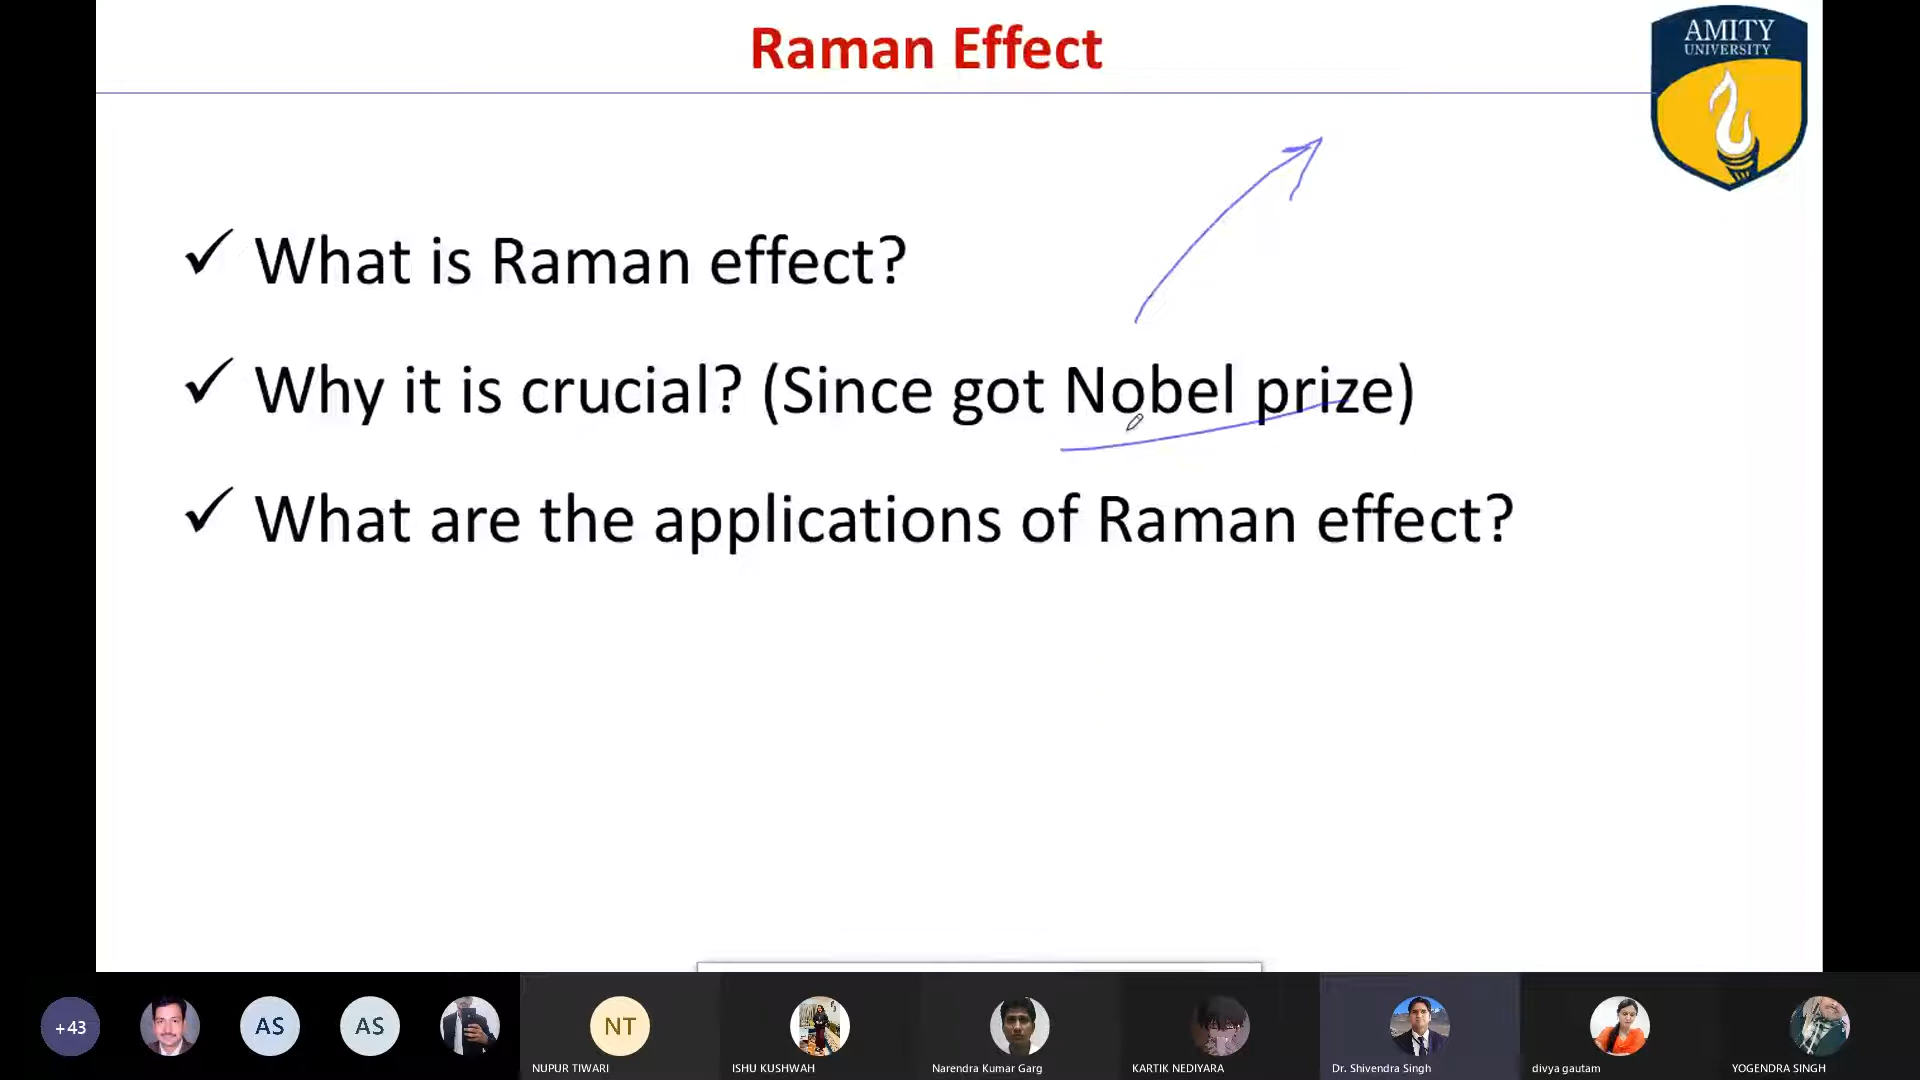 Raman Effect
AMITY
UNIVERSITY
✓ What is Raman effect?
✓ Why it is crucial? (Since got Nobel prize)
✓ What are the applications of Raman effect?
+43
AS
AS
NT
NUPUR TIWARI
ISHU KUSHWAH
Narendra Kumar Garg
KARTIK NEDIYARA
Dr. Shivendra Singh
divya gautam
YOGENDRA SINGH